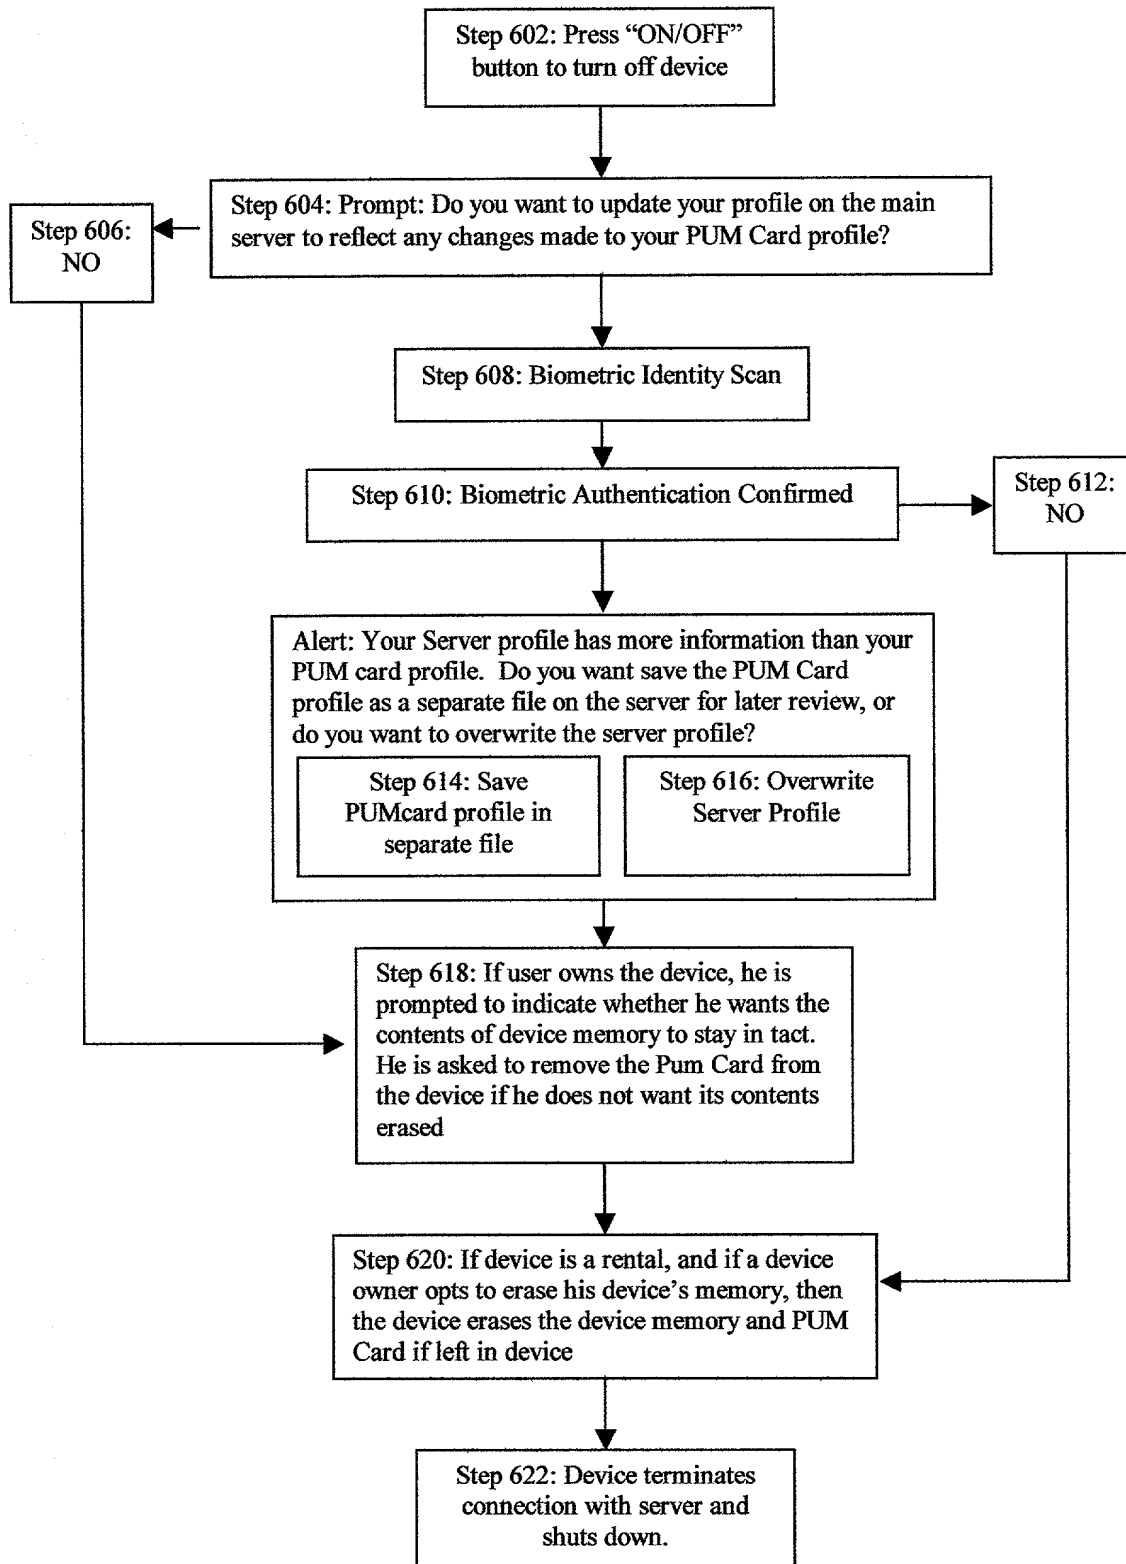 Step 602: Press “ON/OFF”
button to turn off device
Step 604: Prompt: Do you want to update your profile on the main
server to reflect any changes made to your PUM Card profile?
Step 606:
NO
Step 608: Biometric Identity Scan
Step 610: Biometric Authentication Confirmed
Step 612:
NO
Alert: Your Server profile has more information than your
PUM card profile. Do you want save the PUM Card
profile as a separate file on the server for later review, or
do you want to overwrite the server profile?
Step 614: Save
PUMcard profile in
separate file
Step 616: Overwrite
Server Profile
Step 618: If user owns the device, he is
prompted to indicate whether he wants the
contents of device memory to stay in tact.
He is asked to remove the Pum Card from
the device if he does not want its contents
erased
Step 620: If device is a rental, and if a device
owner opts to erase his device’s memory, then
the device erases the device memory and PUM
Card if left in device
Step 622: Device terminates
connection with server and
shuts down.